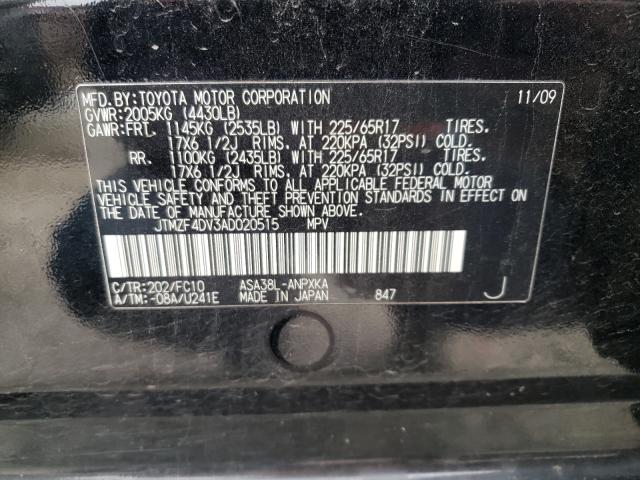 MFD.BY:TOYOTA MOTOR CORPORATION 11/09
GVWR:2005KG (4430LB)
GAWR:FRT. 1145KG (2535LB) WITH 225/65R17 TIRES.
17X6 1/2J RIMS, AT 220KPA (32PSI) COLD.
RR. 1100KG (2435LB) WITH 225/65R17 TIRES.
17X6 1/2J RIMS, AT 220KPA (32PSI) COLD.
THIS VEHICLE CONFORMS TO ALL APPLICABLE FEDERAL MOTOR
VEHICLE SAFETY AND THEFT PREVENTION STANDARDS IN EFFECT ON
THE DATE OF MANUFACTURE SHOWN ABOVE.
JTMZF4DV3AD020515 MPV
C/TR:202/FC10 ASA38L-ANPXKA
A/TM:-08A/U241E MADE IN JAPAN 847 J